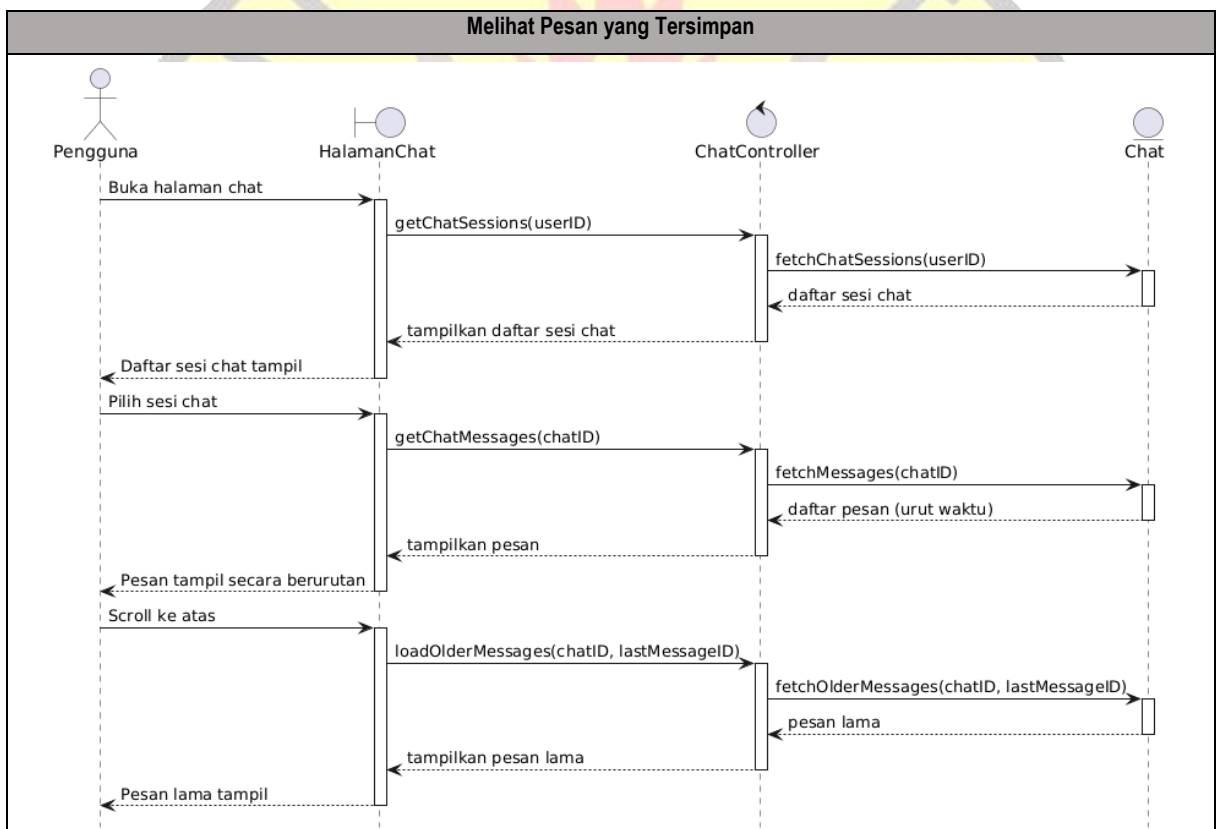 Melihat Pesan yang Tersimpan
Pengguna
HalamanChat
ChatController
Chat
Buka halaman chat
getChatSessions(userID)
fetchChatSessions(userID)
daftar sesi chat
tampilkan daftar sesi chat
Daftar sesi chat tampil
Pilih sesi chat
getChatMessages(chatID)
fetchMessages(chatID)
daftar pesan (urut waktu)
tampilkan pesan
Pesan tampil secara berurutan
Scroll ke atas
loadOlderMessages(chatID, lastMessageID)
fetchOlderMessages(chatID, lastMessageID)
pesan lama
tampilkan pesan lama
Pesan lama tampil